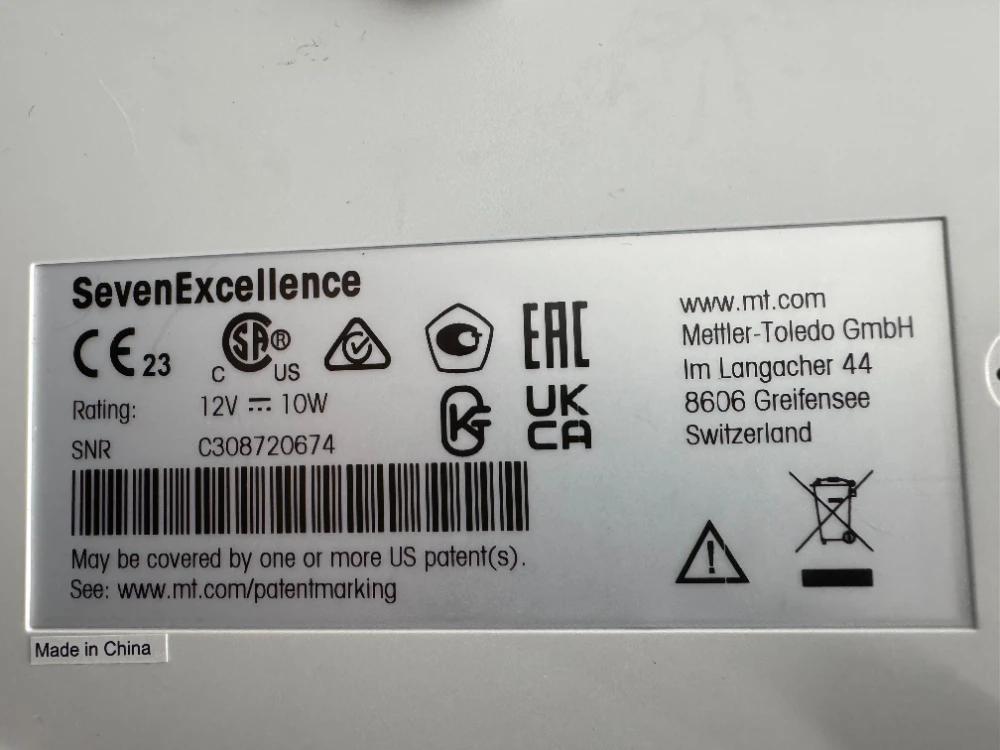 SevenExcellence
CE 23
C SA® US
EAC
Rating: 12V ⎓ 10W
UK
CA
SNR C308720674
May be covered by one or more US patent(s).
See: www.mt.com/patentmarking
www.mt.com
Mettler-Toledo GmbH
Im Langacher 44
8606 Greifensee
Switzerland
Made in China